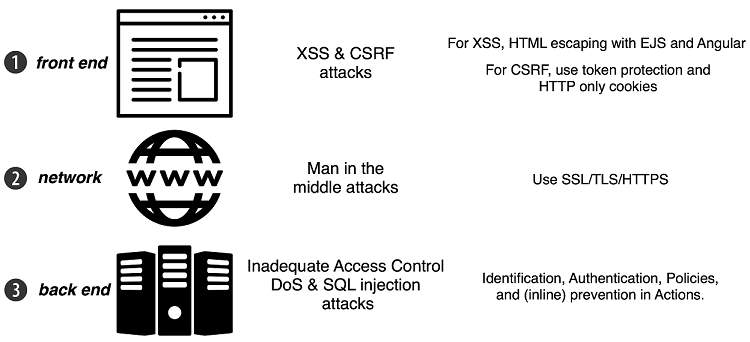 1 front end
XSS & CSRF
attacks
For XSS, HTML escaping with EJS and Angular
For CSRF, use token protection and
HTTP only cookies
2 network
WWW
Man in the
middle attacks
Use SSL/TLS/HTTPS
3 back end
Inadequate Access Control
DoS & SQL injection
attacks
Identification, Authentication, Policies,
and (inline) prevention in Actions.